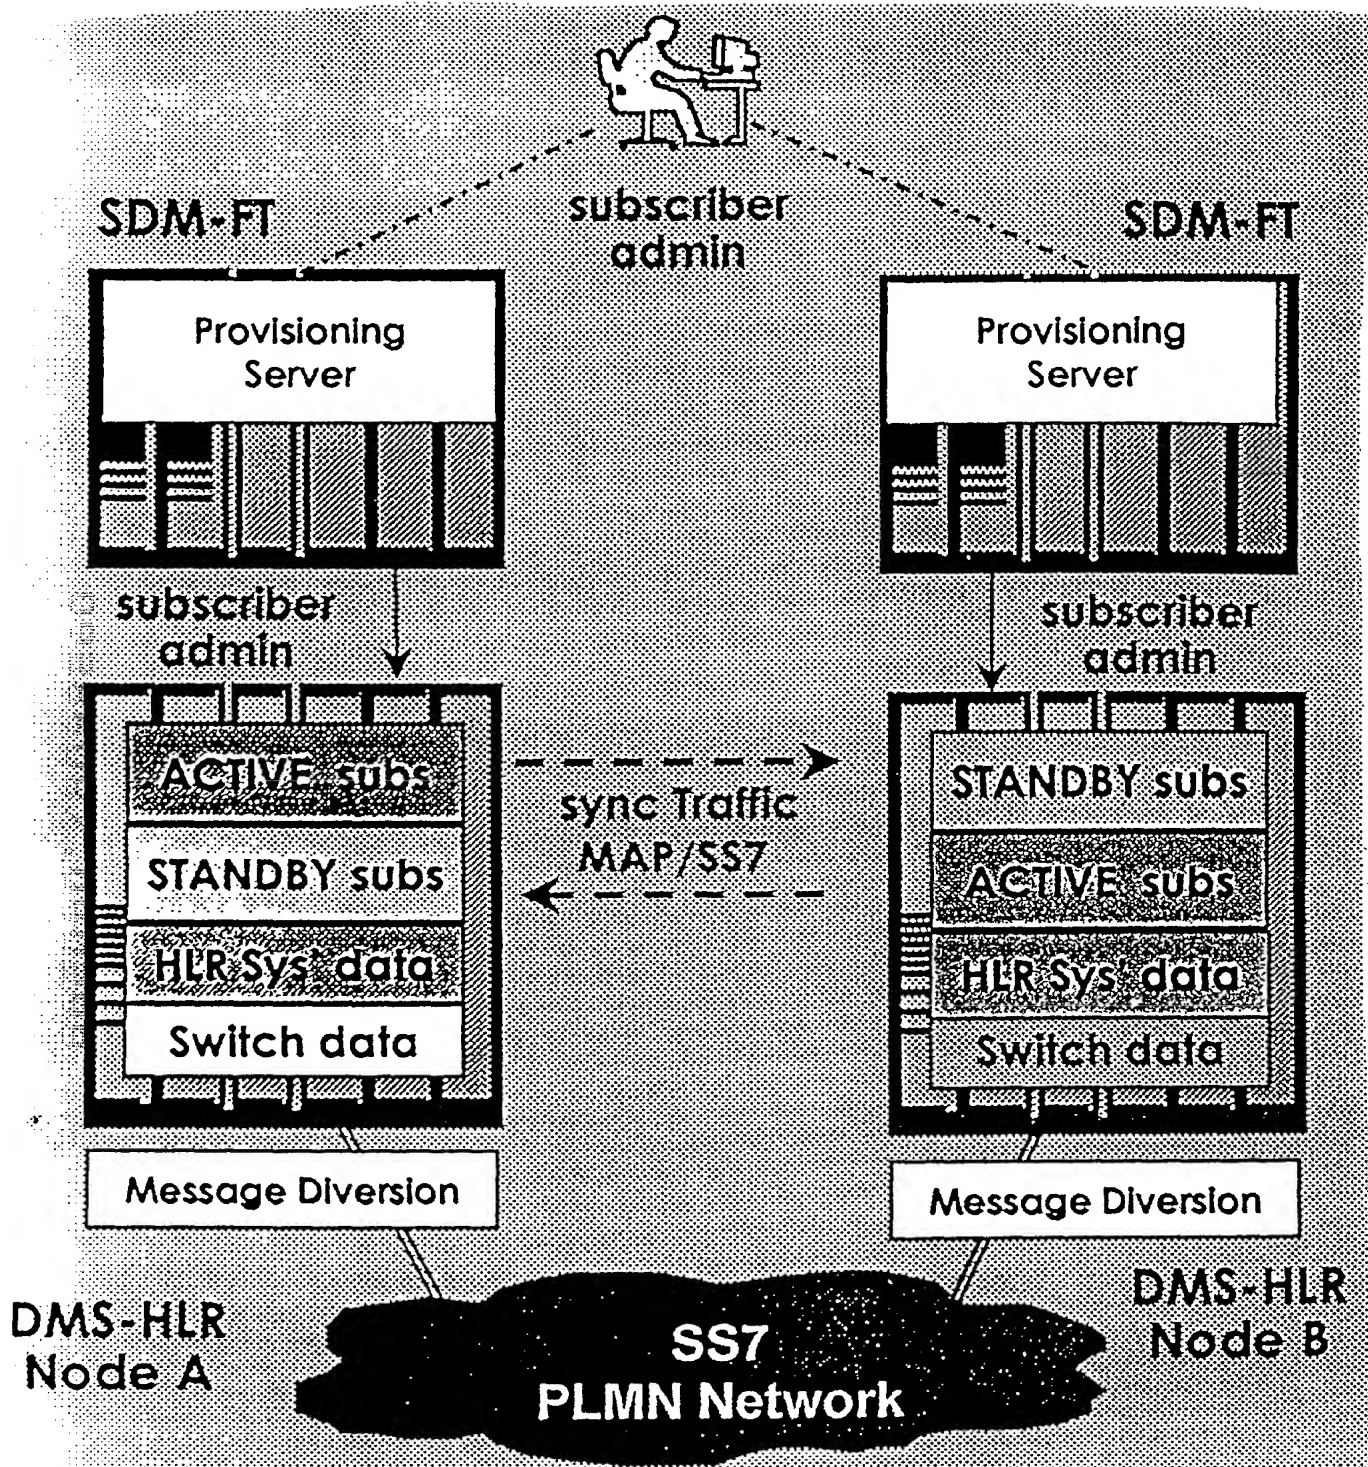 subscriber
admin
SDM-FT
SDM-FT
Provisioning
Server
Provisioning
Server
subscriber
admin
subscriber
admin
ACTIVE subs
STANDBY subs
HLR Sys' data
Switch data
sync Traffic
MAP/SS7
STANDBY subs
ACTIVE subs
HLR Sys' data
Switch data
Message Diversion
Message Diversion
DMS-HLR
Node A
SS7
PLMN Network
DMS-HLR
Node B